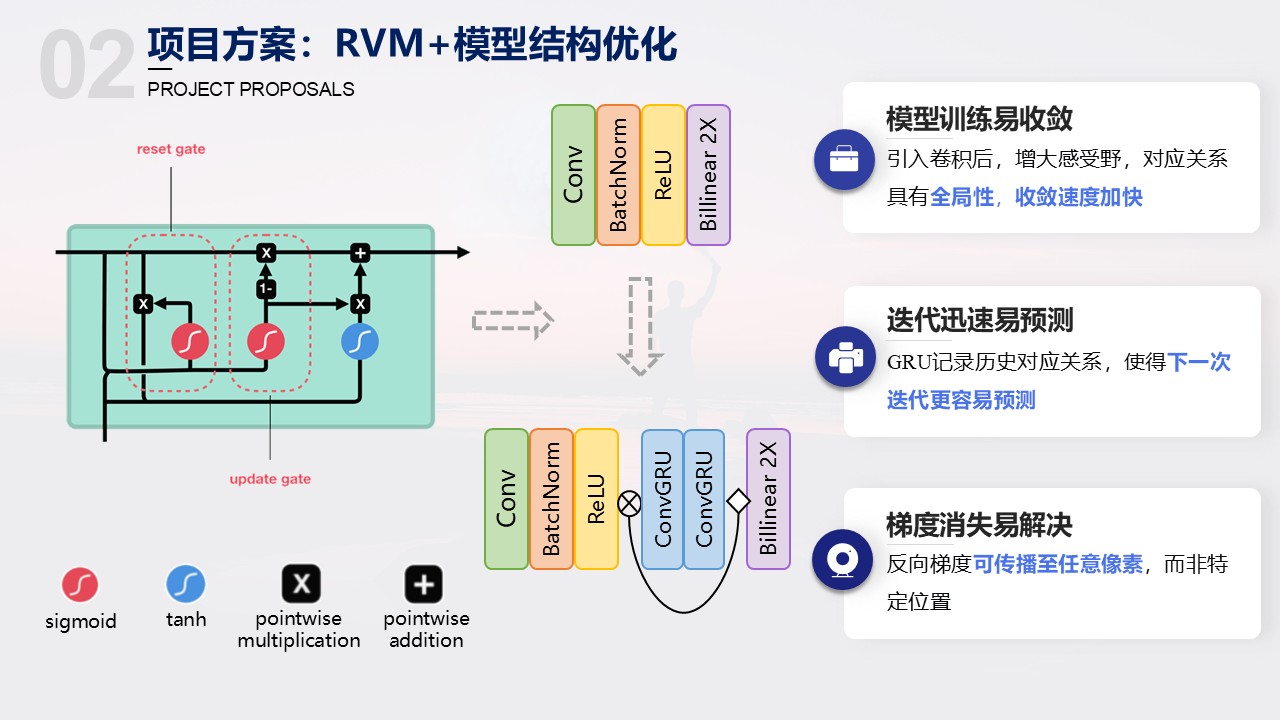 02
项目方案：RVM+模型结构优化
PROJECT PROPOSALS
reset gate
X
+
1-
X
X
update gate
sigmoid
tanh
X
pointwise
multiplication
+
pointwise
addition
Conv
BatchNorm
ReLU
Billinear 2X
Conv
BatchNorm
ReLU
ConvGRU
ConvGRU
Billinear 2X
模型训练易收敛
引入卷积后，增大感受野，对应关系
具有全局性，收敛速度加快
迭代迅速易预测
GRU记录历史对应关系，使得下一次
迭代更容易预测
梯度消失易解决
反向梯度可传播至任意像素，而非特
定位置